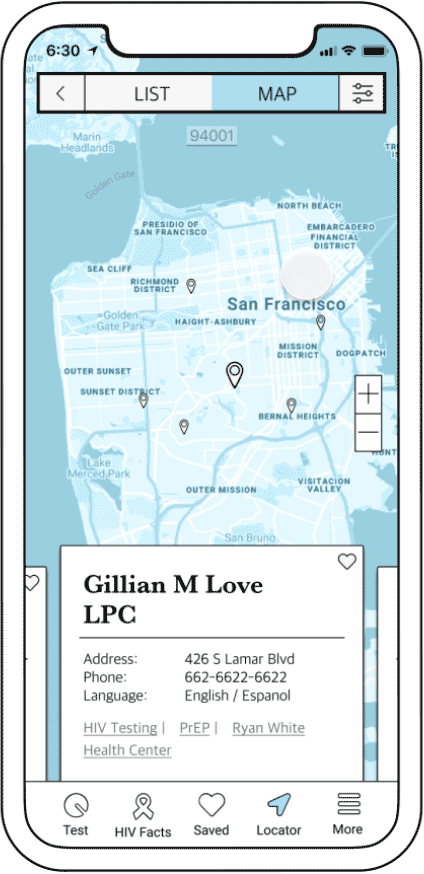 6:30
LIST MAP
94001
Marin
Headlands
Golden Gate
NORTH BEACH
PRESIDIO OF
SAN FRANCISCO
EMBARCADERO
FINANCIAL
DISTRICT
SEA CLIFF
RICHMOND
DISTRICT
San Francisco
Golden
Gate Park
HAIGHT-ASHBURY
MISSION
DISTRICT
DOGPATCH
OUTER SUNSET
SUNSET DISTRICT
BERNAL HEIGHTS
Lake
Merced Park
OUTER MISSION
VISITACION
VALLEY
San Bruno
Gillian M Love
LPC
Address: 426 S Lamar Blvd
Phone: 662-6622-6622
Language: English / Espanol
HIV Testing | PrEP | Ryan White
Health Center
Test HIV Facts Saved Locator More